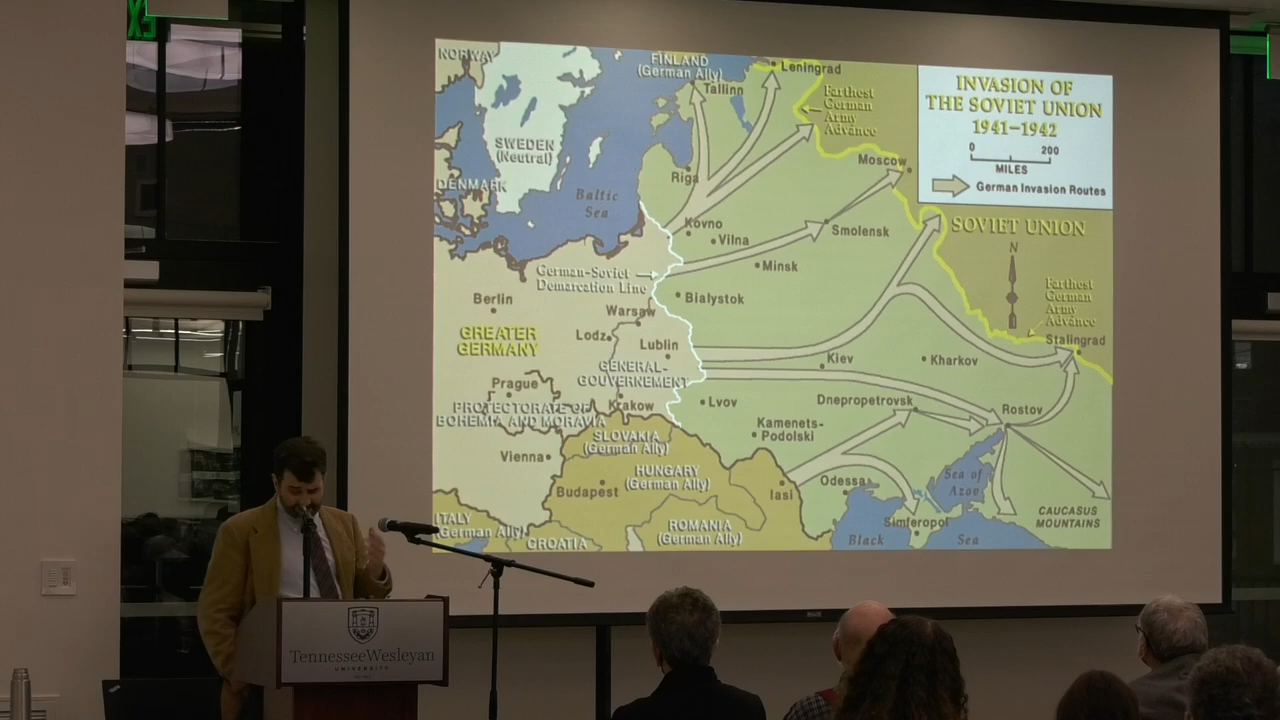 NORWAY
FINLAND
(German Ally)
Leningrad
Tallinn
Farthest
German
Army
Advance
INVASION OF
THE SOVIET UNION
1941–1942
0 200
MILES
German Invasion Routes
SWEDEN
(Neutral)
DENMARK
Baltic
Sea
Riga
Moscow
Kovno
Vilna
Smolensk
SOVIET UNION
N
Minsk
German-Soviet
Demarcation Line
Bialystok
Berlin
Warsaw
GREATER
GERMANY
Lodz
Lublin
Farthest
German
Army
Advance
Stalingrad
Kiev
Kharkov
GENERAL-
GOUVERNEMENT
Prague
PROTECTORATE OF
BOHEMIA AND MORAVIA
Krakow
Lvov
Dnepropetrovsk
Rostov
Kamenets-
Podolski
SLOVAKIA
(German Ally)
Vienna
HUNGARY
(German Ally)
Budapest
Iasi
Odessa
Sea of
Azov
CAUCASUS
MOUNTAINS
ITALY
(German Ally)
CROATIA
ROMANIA
(German Ally)
Simferopol
Black Sea
TennesseeWesleyan
UNIVERSITY